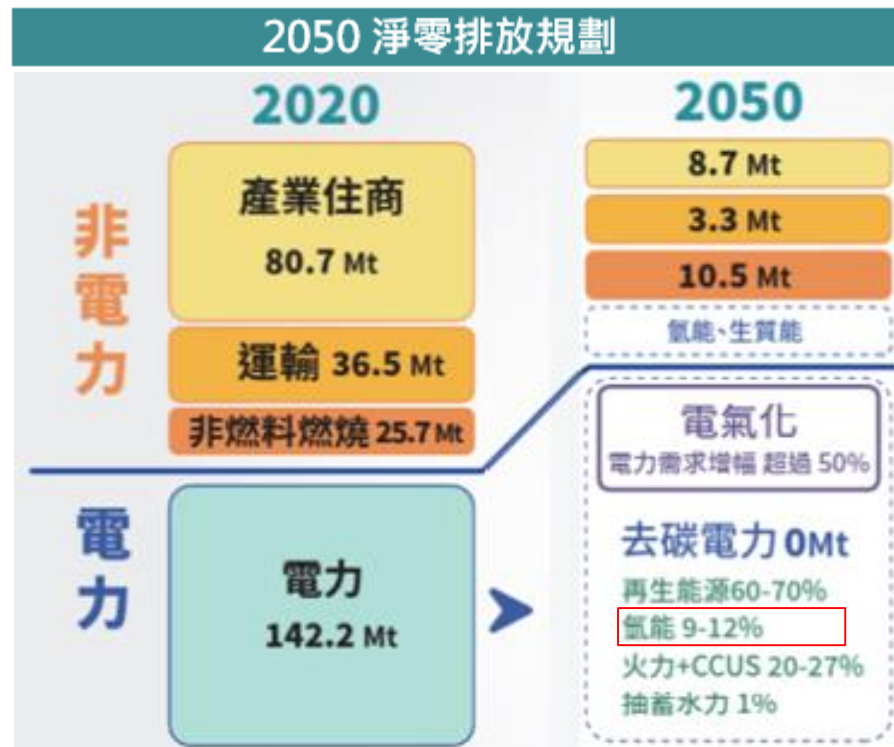 2050 淨零排放規劃
2020
2050
非電力
產業住商
80.7 Mt
運輸 36.5 Mt
非燃料燃燒 25.7 Mt
8.7 Mt
3.3 Mt
10.5 Mt
氫能、生質能
電力
電力
142.2 Mt
電氣化
電力需求增幅 超過 50%
去碳電力 0Mt
再生能源60-70%
氫能 9-12%
火力+CCUS 20-27%
抽蓄水力 1%